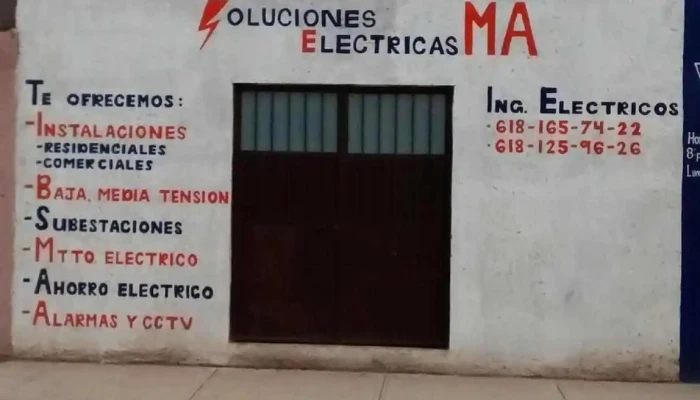 SOLUCIONES
ELECTRICAS MA
TE OFRECEMOS:
-INSTALACIONES
-RESIDENCIALES
-COMERCIALES
-BAJA, MEDIA TENSION
-SUBESTACIONES
-MTTO ELECTRICO
-AHORRO ELECTRICO
-ALARMAS Y CCTV
ING. ELECTRICOS
·618-165-74-22
·618-125-96-26